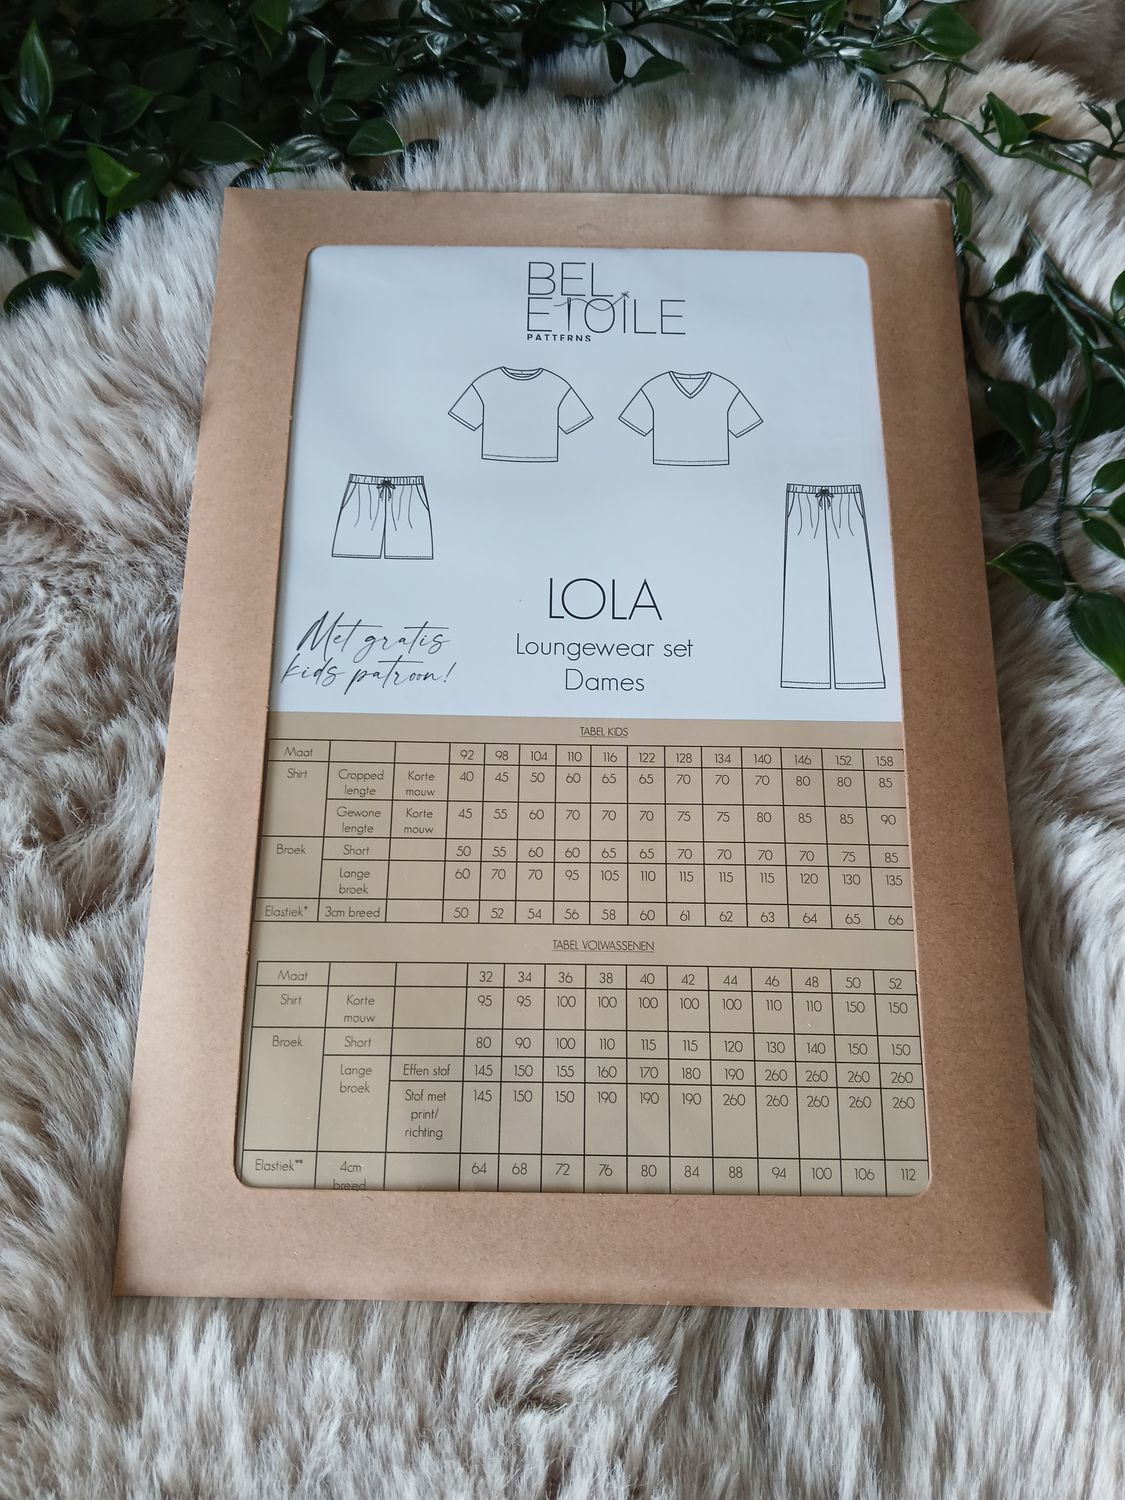 BEL
ETOILE
PATTERNS
LOLA
Loungewear set
Dames
Met gratis
kids patroon!
TABEL KIDS
Maat 92 98 104 110 116 122 128 134 140 146 152 158
Shirt Cropped lengte Korte mouw 40 45 50 60 65 65 70 70 70 80 80 85
Gewone lengte Korte mouw 45 55 60 70 70 70 75 75 80 85 85 90
Broek Short 50 55 60 60 65 65 70 70 70 70 75 85
Lange broek 60 70 70 95 105 110 115 115 115 120 130 135
Elastiek* 3cm breed 50 52 54 56 58 60 61 62 63 64 65 66
TABEL VOLWASSENEN
Maat 32 34 36 38 40 42 44 46 48 50 52
Shirt Korte mouw 95 95 100 100 100 100 100 110 110 150 150
Broek Short 80 90 100 110 115 115 120 130 140 150 150
Lange broek Effen stof 145 150 155 160 170 180 190 260 260 260 260
Stof met print/ richting 145 150 150 190 190 190 260 260 260 260 260
Elastiek** 4cm breed 64 68 72 76 80 84 88 94 100 106 112